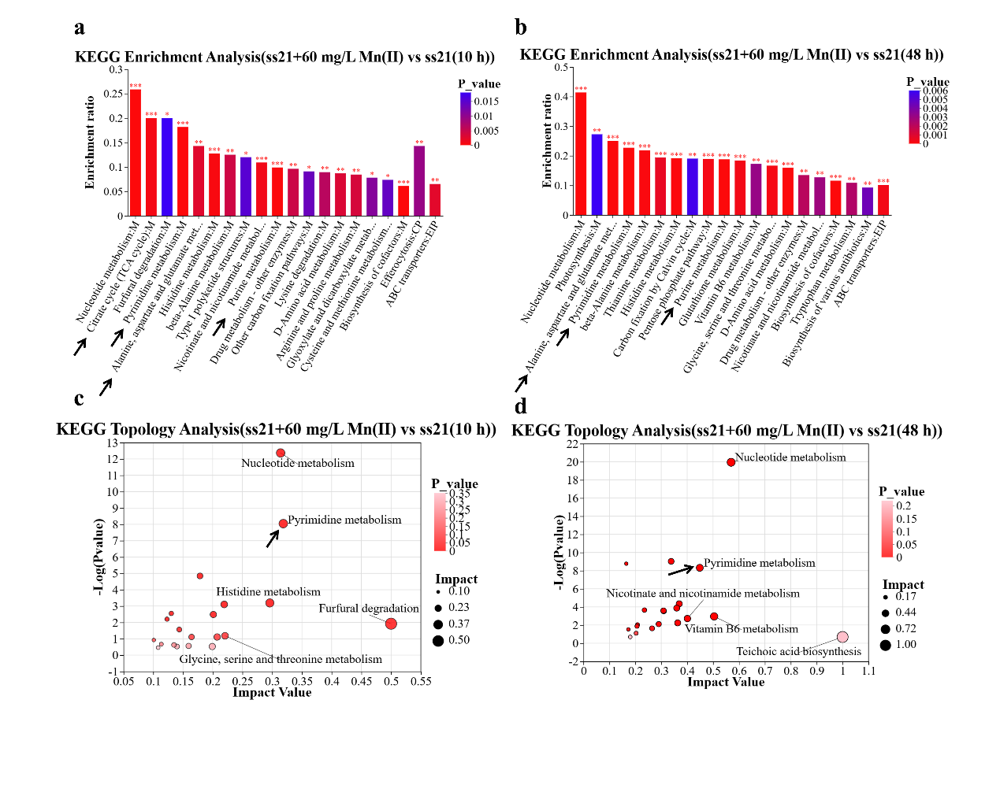 a
KEGG Enrichment Analysis(ss21+60 mg/L Mn(II) vs ss21(10 h))
Enrichment ratio
0.3
0.25
0.2
0.15
0.1
0.05
0
***
***
*
***
**
***
**
*
***
***
**
*
**
**
**
*
*
***
**
**
P_value
0.015
0.01
0.005
0
Nucleotide metabolism:M
Citrate cycle (TCA cycle):M
Furfural degradation:M
Pyrimidine metabolism:M
Alanine, aspartate and glutamate met...
Histidine metabolism:M
beta-Alanine metabolism:M
Type I polyketide structures:M
Nicotinate and nicotinamide metabol...
Purine metabolism:M
Drug metabolism - other enzymes:M
Other carbon fixation pathways:M
Lysine degradation:M
D-Amino acid metabolism:M
Arginine and proline metabolism:M
Glyoxylate and dicarboxylate metab...
Cysteine and methionine metabolism...
Biosynthesis of cofactors:M
Efferocytosis:CP
ABC transporters:EIP
b
KEGG Enrichment Analysis(ss21+60 mg/L Mn(II) vs ss21(48 h))
Enrichment ratio
0.5
0.4
0.3
0.2
0.1
0
***
**
***
***
***
***
***
**
***
***
***
**
***
***
**
**
***
**
**
***
P_value
0.006
0.005
0.004
0.003
0.002
0.001
0
Nucleotide metabolism:M
Photosynthesis:M
Alanine, aspartate and glutamate met...
Pyrimidine metabolism:M
beta-Alanine metabolism:M
Thiamine metabolism:M
Histidine metabolism:M
Carbon fixation by Calvin cycle:M
Pentose phosphate pathway:M
Purine metabolism:M
Glutathione metabolism:M
Vitamin B6 metabolism:M
Glycine, serine and threonine metabo...
D-Amino acid metabolism:M
Drug metabolism - other enzymes:M
Nicotinate and nicotinamide metabol...
Biosynthesis of cofactors:M
Tryptophan metabolism:M
Biosynthesis of various antibiotics:M
ABC transporters:EIP
c
KEGG Topology Analysis(ss21+60 mg/L Mn(II) vs ss21(10 h))
-Log(Pvalue)
13
12
11
10
9
8
7
6
5
4
3
2
1
0
-1
Nucleotide metabolism
Pyrimidine metabolism
Histidine metabolism
Furfural degradation
Glycine, serine and threonine metabolism
0.05
0.1
0.15
0.2
0.25
0.3
0.35
0.4
0.45
0.5
0.55
Impact Value
P_value
0.35
0.3
0.25
0.2
0.15
0.1
0.05
0
Impact
0.10
0.23
0.37
0.50
d
KEGG Topology Analysis(ss21+60 mg/L Mn(II) vs ss21(48 h))
-Log(Pvalue)
22
20
18
16
14
12
10
8
6
4
2
0
-2
Nucleotide metabolism
Pyrimidine metabolism
Nicotinate and nicotinamide metabolism
Vitamin B6 metabolism
Teichoic acid biosynthesis
0
0.1
0.2
0.3
0.4
0.5
0.6
0.7
0.8
0.9
1
1.1
Impact Value
P_value
0.2
0.15
0.1
0.05
0
Impact
0.17
0.44
0.72
1.00